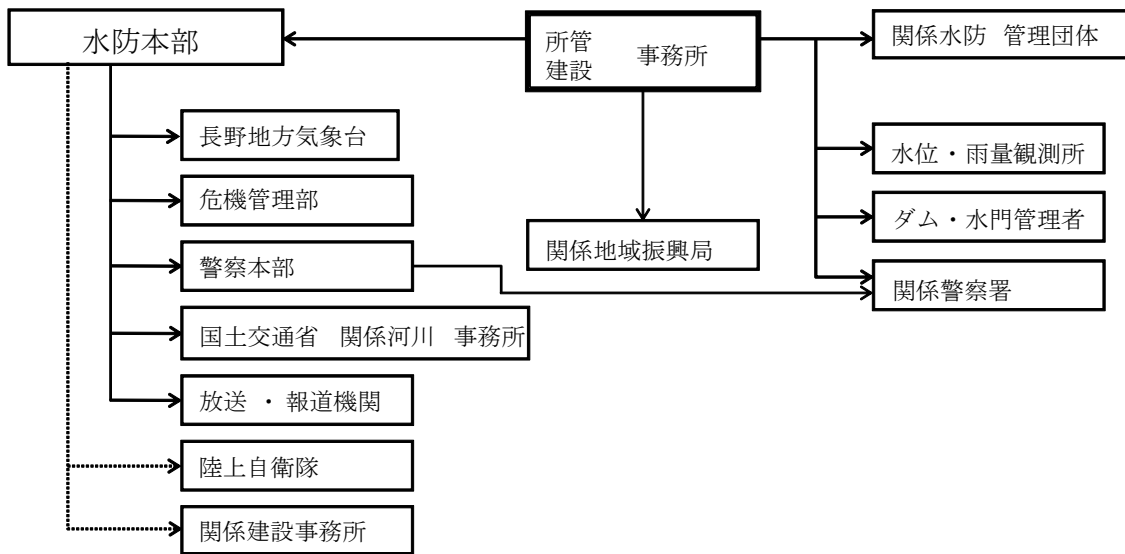 水防本部
所管
建設 事務所
関係水防 管理団体
長野地方気象台
水位・雨量観測所
危機管理部
ダム・水門管理者
警察本部
関係地域振興局
関係警察署
国土交通省 関係河川 事務所
放送 ・ 報道機関
陸上自衛隊
関係建設事務所